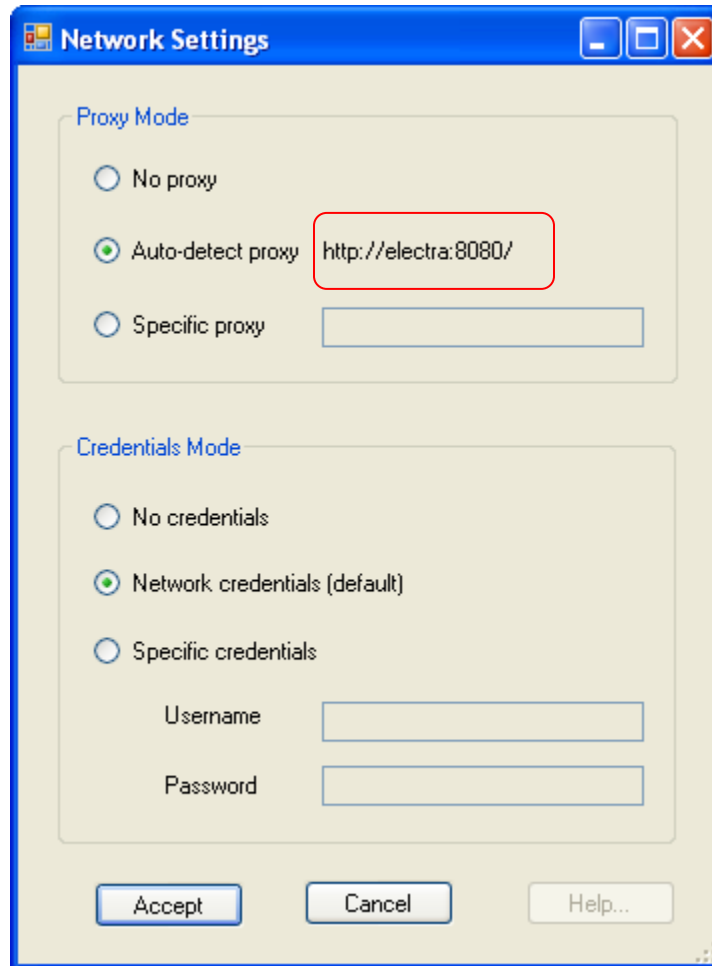 Network Settings
Proxy Mode
No proxy
Auto-detect proxy http://electra:8080/
Specific proxy
Credentials Mode
No credentials
Network credentials (default)
Specific credentials
Username
Password
Accept Cancel Help...